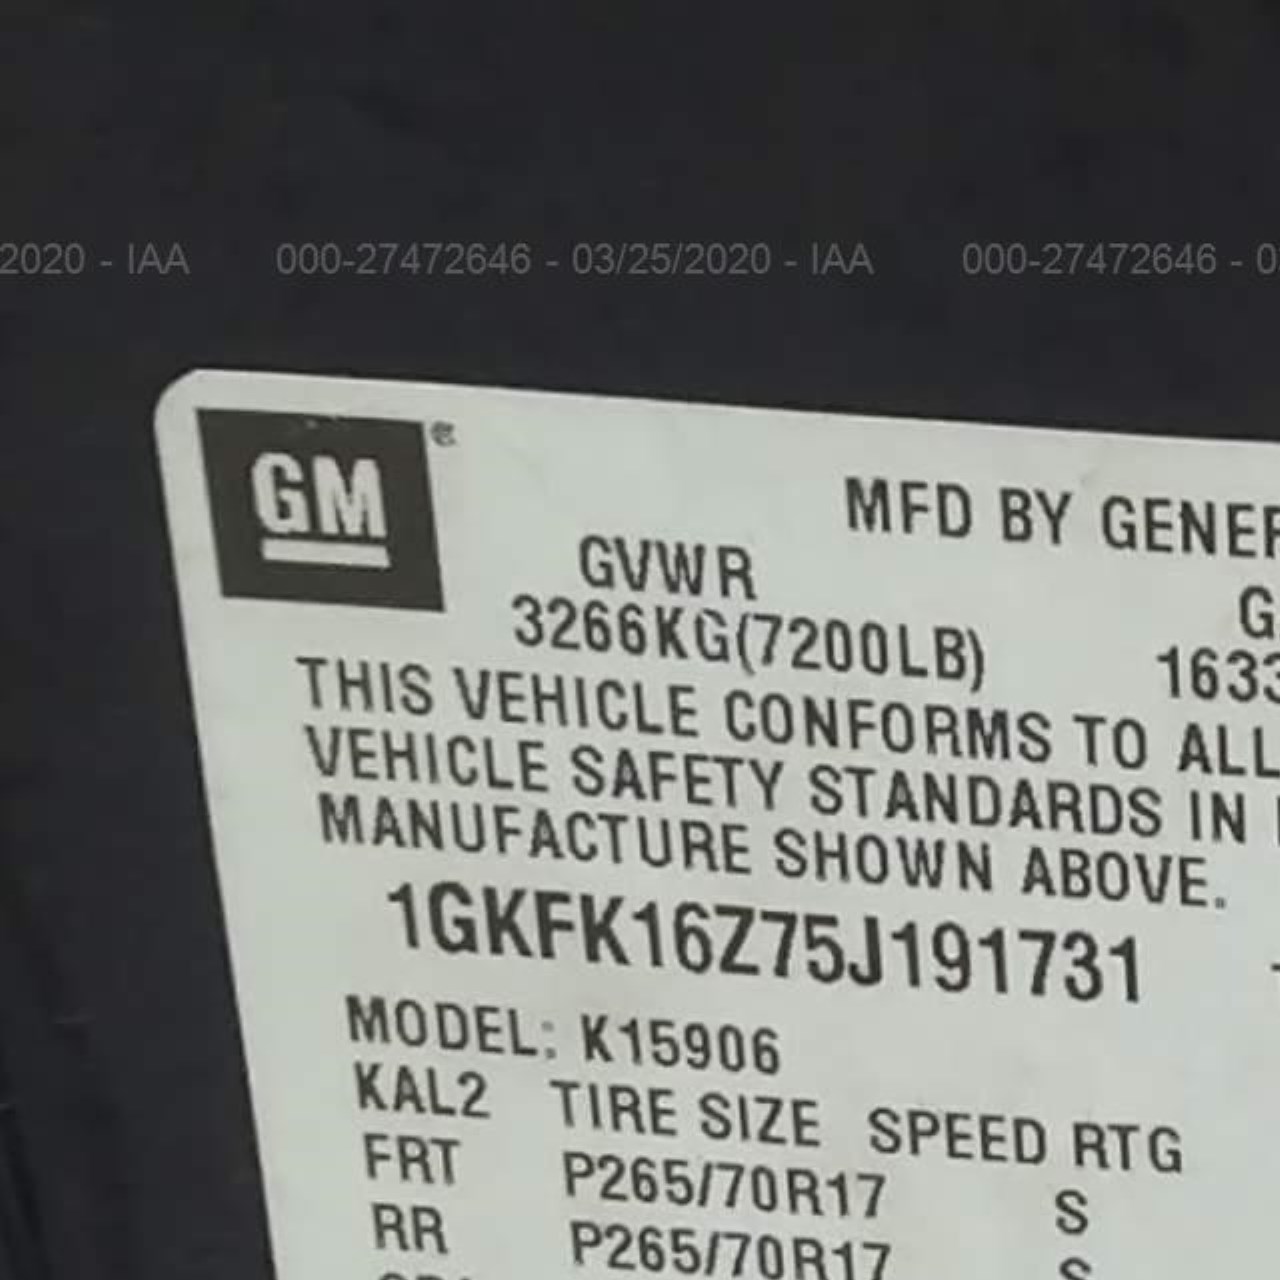 2020 - IAA 000-27472646 - 03/25/2020 - IAA 000-27472646 - 0
GM
MFD BY GENER
GVWR G
3266KG(7200LB) 1633
THIS VEHICLE CONFORMS TO ALL
VEHICLE SAFETY STANDARDS IN
MANUFACTURE SHOWN ABOVE.
1GKFK16Z75J191731
MODEL: K15906
KAL2 TIRE SIZE SPEED RTG
FRT P265/70R17 S
RR P265/70R17 S